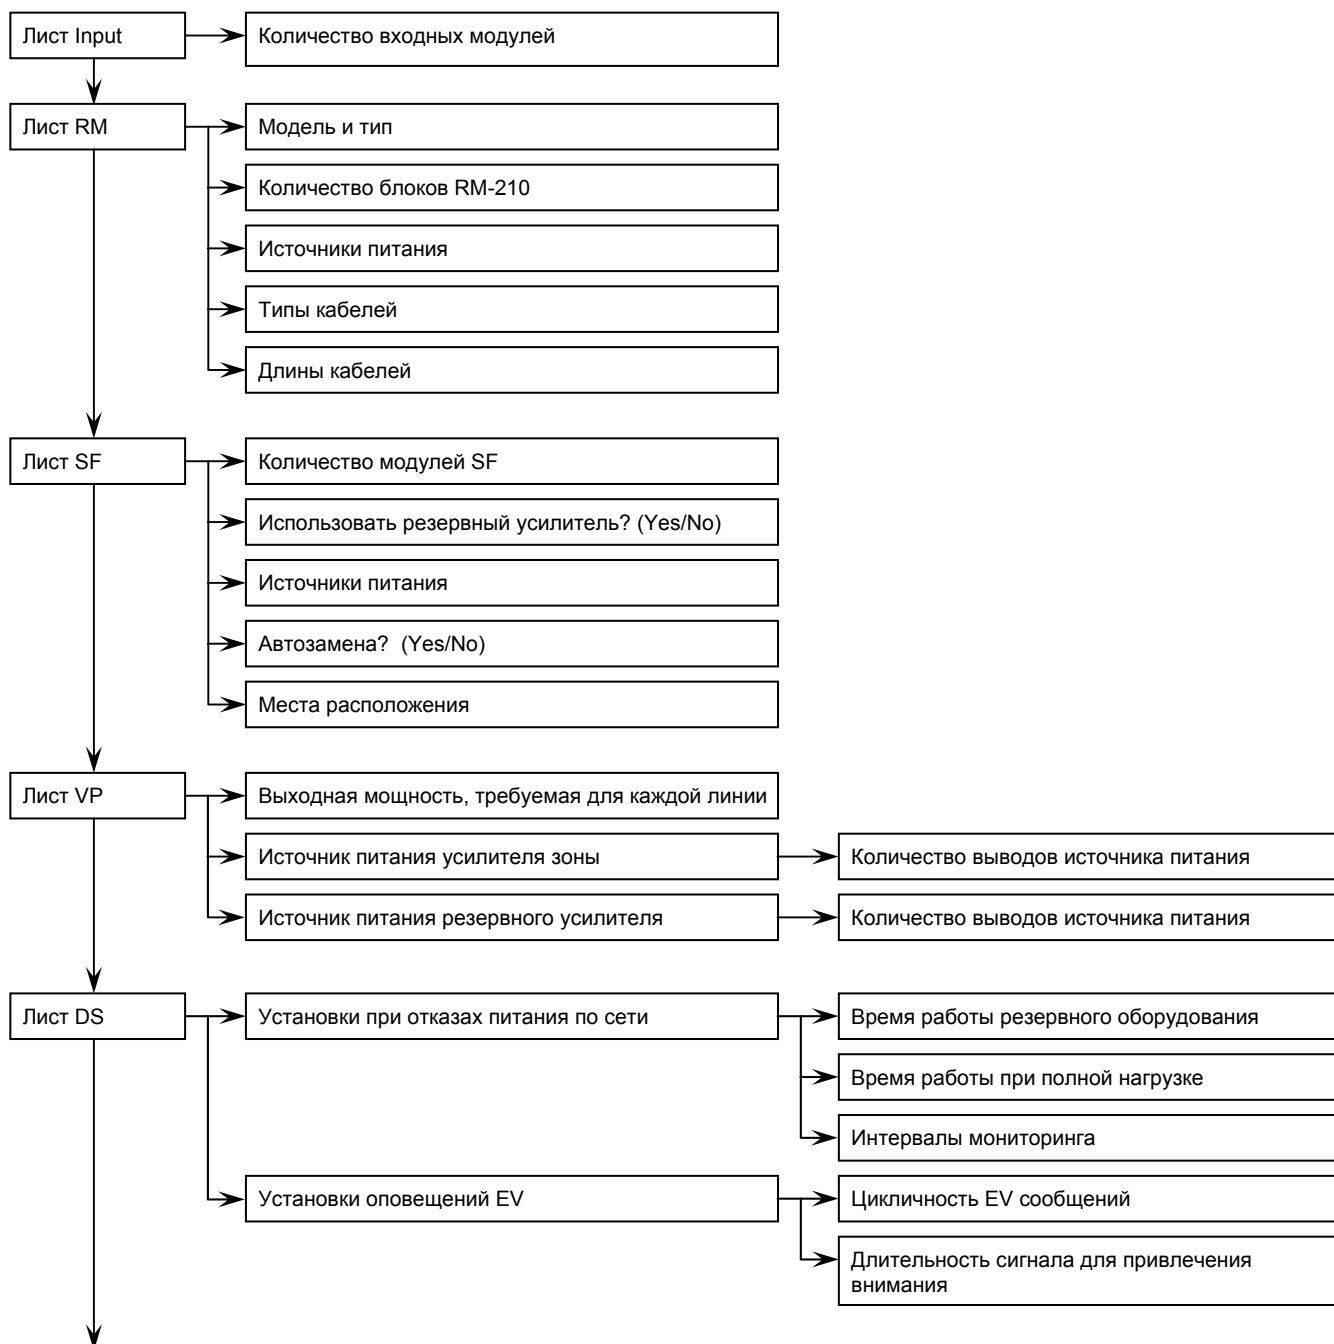 Лист Input
Количество входных модулей
Лист RM
Модель и тип
Количество блоков RM-210
Источники питания
Типы кабелей
Длины кабелей
Лист SF
Количество модулей SF
Использовать резервный усилитель? (Yes/No)
Источники питания
Автозамена? (Yes/No)
Места расположения
Лист VP
Выходная мощность, требуемая для каждой линии
Источник питания усилителя зоны
Количество выводов источника питания
Источник питания резервного усилителя
Количество выводов источника питания
Лист DS
Установки при отказах питания по сети
Время работы резервного оборудования
Время работы при полной нагрузке
Интервалы мониторинга
Установки оповещений EV
Цикличность EV сообщений
Длительность сигнала для привлечения
внимания